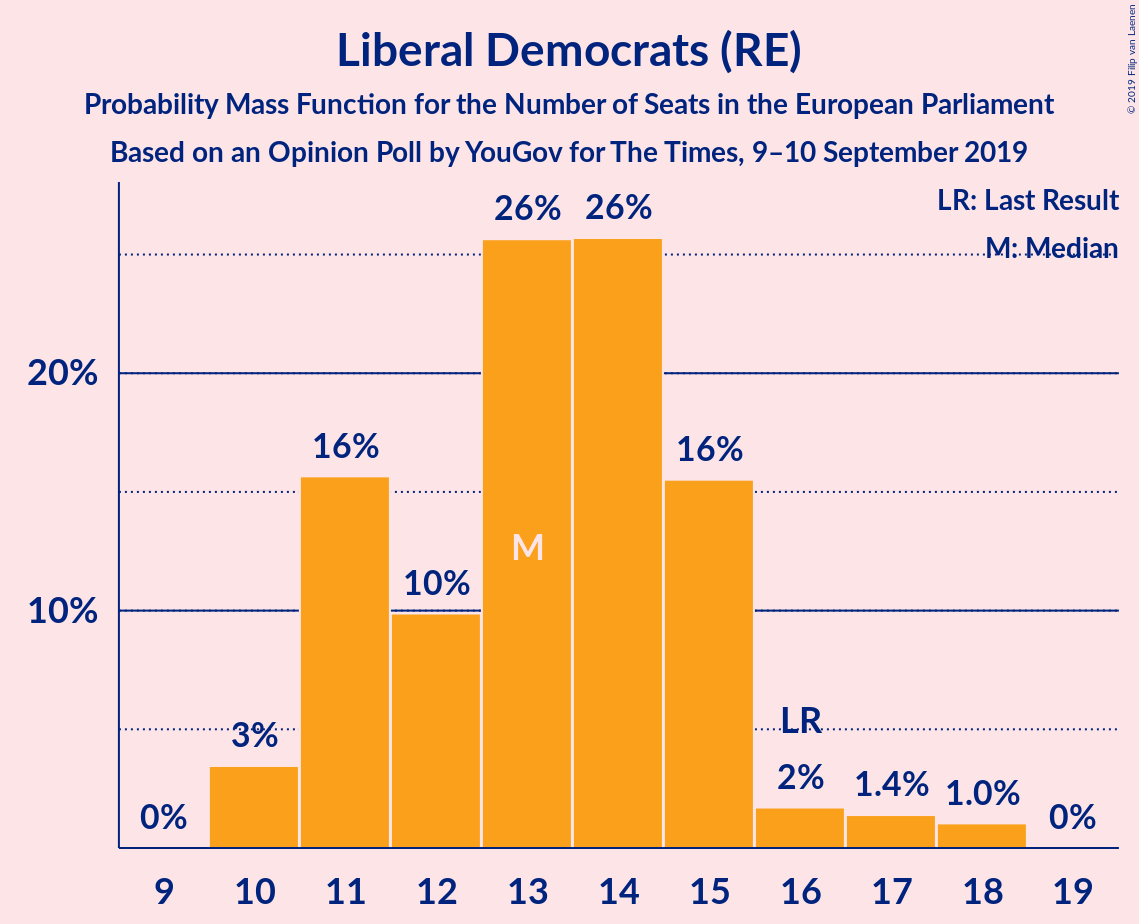 Liberal Democrats (RE)
Probability Mass Function for the Number of Seats in the European Parliament
Based on an Opinion Poll by YouGov for The Times, 9–10 September 2019
© 2019 Filip van Laenen
LR: Last Result
M: Median
26% 26%
20%
16% 16%
M
10%
10%
LR
3%
2% 1.4% 1.0%
0% 0%
9 10 11 12 13 14 15 16 17 18 19